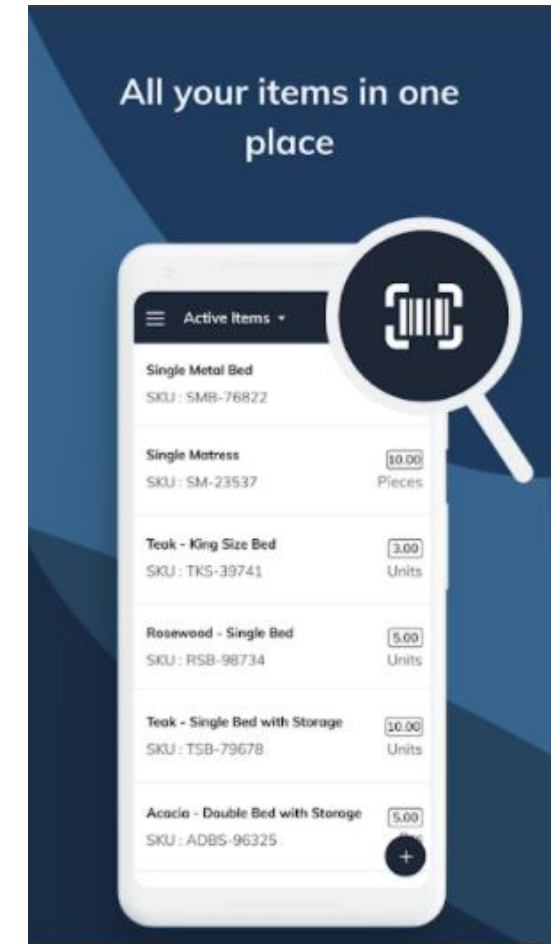 All your items in one
place
Active Items
Single Metal Bed
SKU : SMB-76822
Single Matress
10.00
SKU : SM-23537
Pieces
Teak - King Size Bed
3.00
SKU : TKS-39741
Units
Rosewood - Single Bed
5.00
SKU : RSB-98734
Units
Teak - Single Bed with Storage
10.00
SKU : TSB-79678
Units
Acacia - Double Bed with Storage
5.00
SKU : ADBS-96325
+